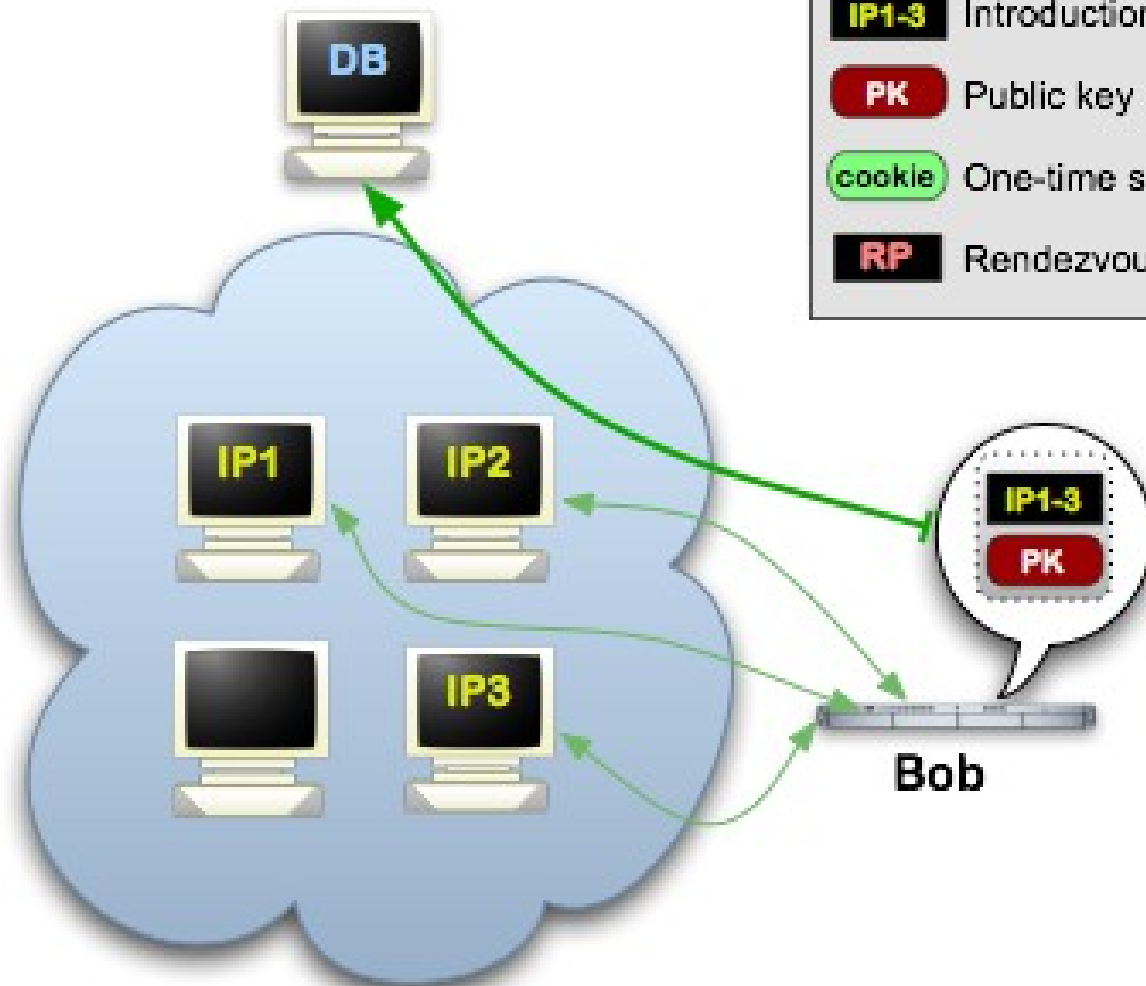 DB
IP1-3 Introduction
PK Public key
cookie One-time s
RP Rendezvou
IP1 IP2
IP1-3
PK
IP3
Bob